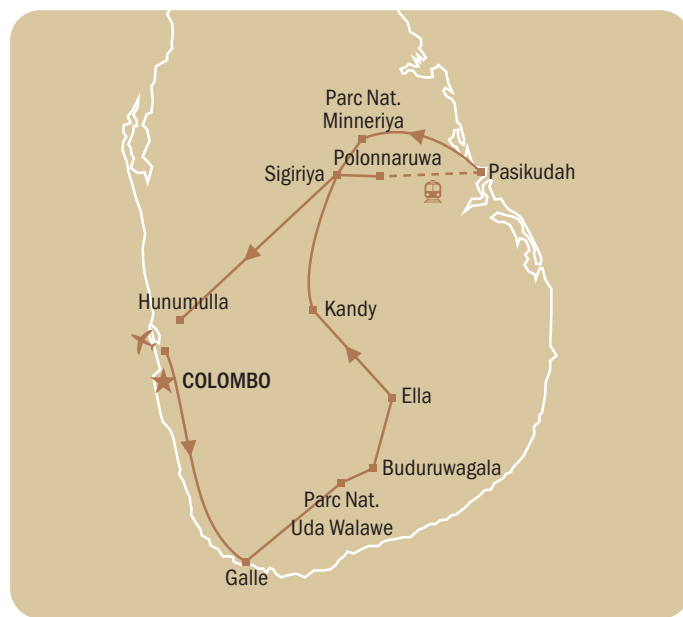 Parc Nat.
Minneriya
Polonnaruwa
Sigiriya
Pasikudah
Hunumulla
Kandy
COLOMBO
Ella
Buduruwagala
Parc Nat.
Uda Walawe
Galle